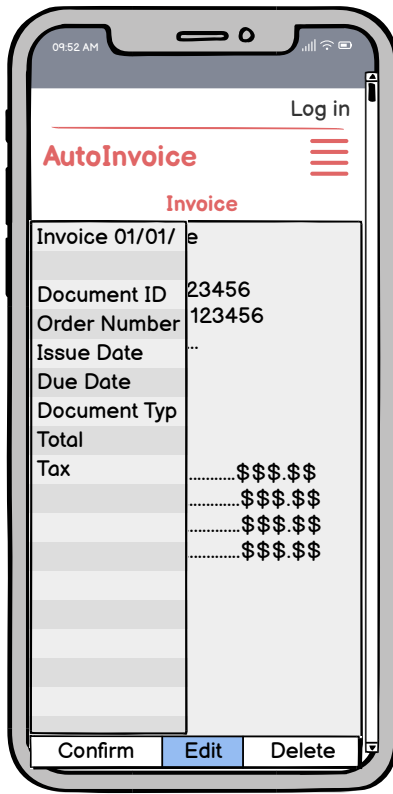 09:52 AM
Log in
AutoInvoice
Invoice
Invoice 01/01/ e
Document ID 23456
Order Number 123456
Issue Date ...
Due Date
Document Typ
Total
Tax ...........$$$.$$
............$$$.$$
............$$$.$$
............$$$.$$
Confirm Edit Delete